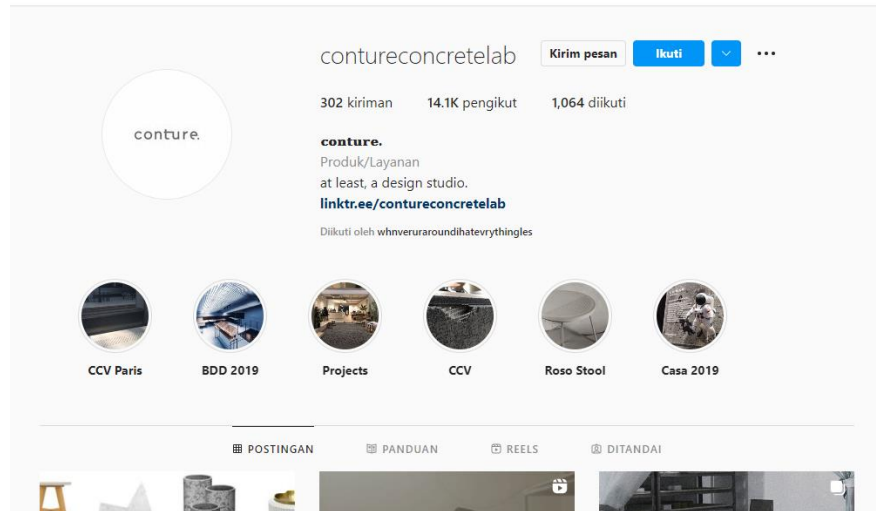 contureconcretelab Kirim pesan Ikuti
302 kiriman 14.1K pengikut 1,064 diikuti
conture.
conture.
Produk/Layanan
at least, a design studio.
linktr.ee/contureconcretelab
Diikuti oleh whnveruraroundihatevrythingles
CCV Paris BDD 2019 Projects CCV Roso Stool Casa 2019
POSTINGAN PANDUAN REELS DITANDAI